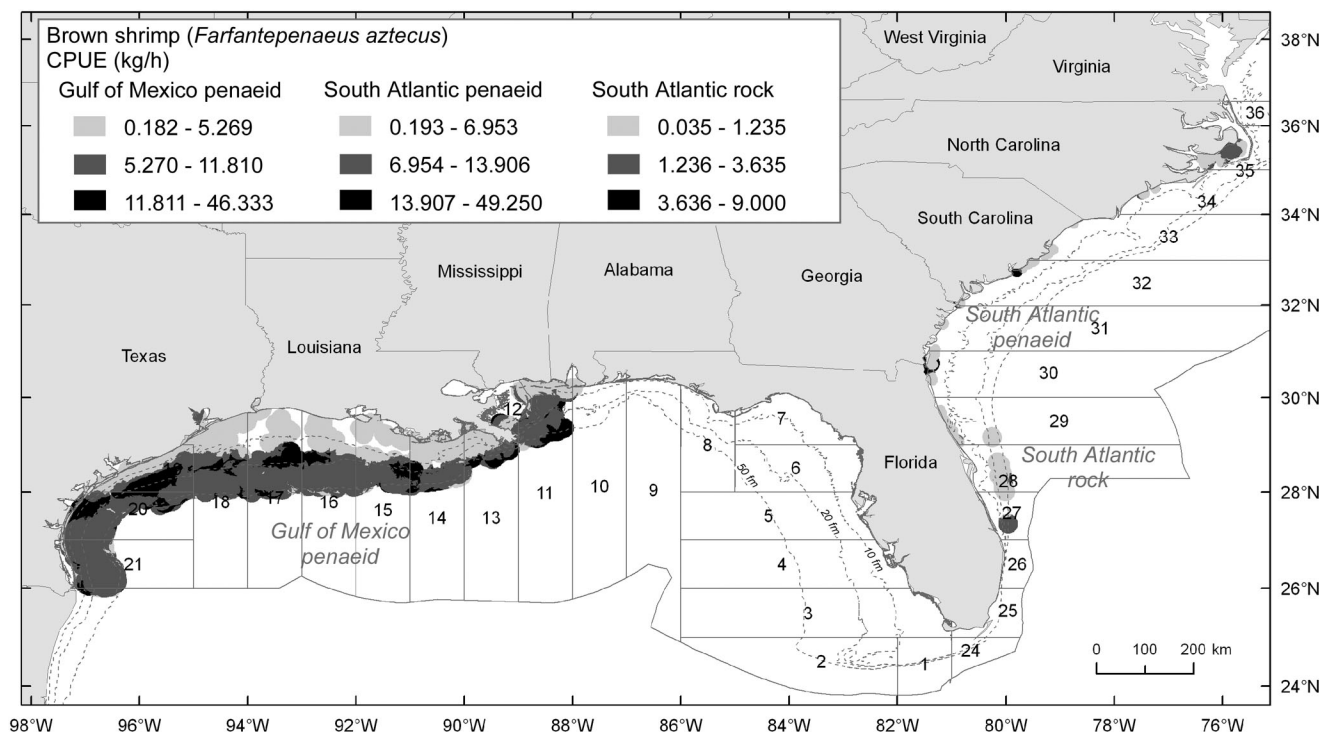 Brown shrimp (Farfantepenaeus aztecus)
CPUE (kg/h)
Gulf of Mexico penaeid
South Atlantic penaeid
South Atlantic rock
0.182 - 5.269
0.193 - 6.953
0.035 - 1.235
5.270 - 11.810
6.954 - 13.906
1.236 - 3.635
11.811 - 46.333
13.907 - 49.250
3.636 - 9.000
West Virginia
Virginia
North Carolina
South Carolina
Mississippi
Alabama
Georgia
Texas
Louisiana
Florida
38°N
36°N
34°N
32°N
30°N
28°N
26°N
24°N
36
35
34
33
32
South Atlantic
penaeid
31
30
29
South Atlantic
rock
28
27
26
25
24
1
2
3
4
5
6
7
8
50 fm
20 fm
10 fm
9
10
11
12
13
14
15
16
17
18
20
21
Gulf of Mexico
penaeid
0 100 200 km
98°W 96°W 94°W 92°W 90°W 88°W 86°W 84°W 82°W 80°W 78°W 76°W